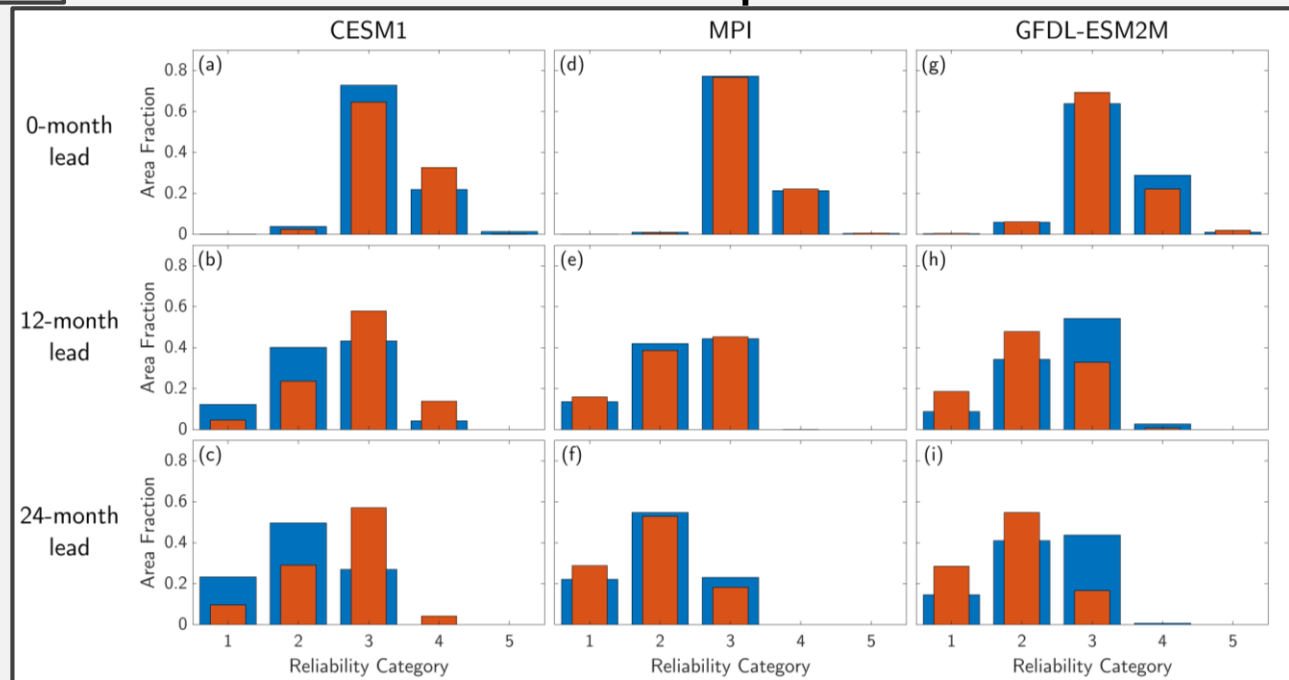 CESM1 MPI GFDL-ESM2M
0-month
lead
Area Fraction
0.8
0.6
0.4
0.2
0
(a) (d) (g)
12-month
lead
Area Fraction
0.8
0.6
0.4
0.2
0
(b) (e) (h)
24-month
lead
Area Fraction
0.8
0.6
0.4
0.2
0
(c) (f) (i)
1 2 3 4 5 1 2 3 4 5 1 2 3 4 5
Reliability Category Reliability Category Reliability Category